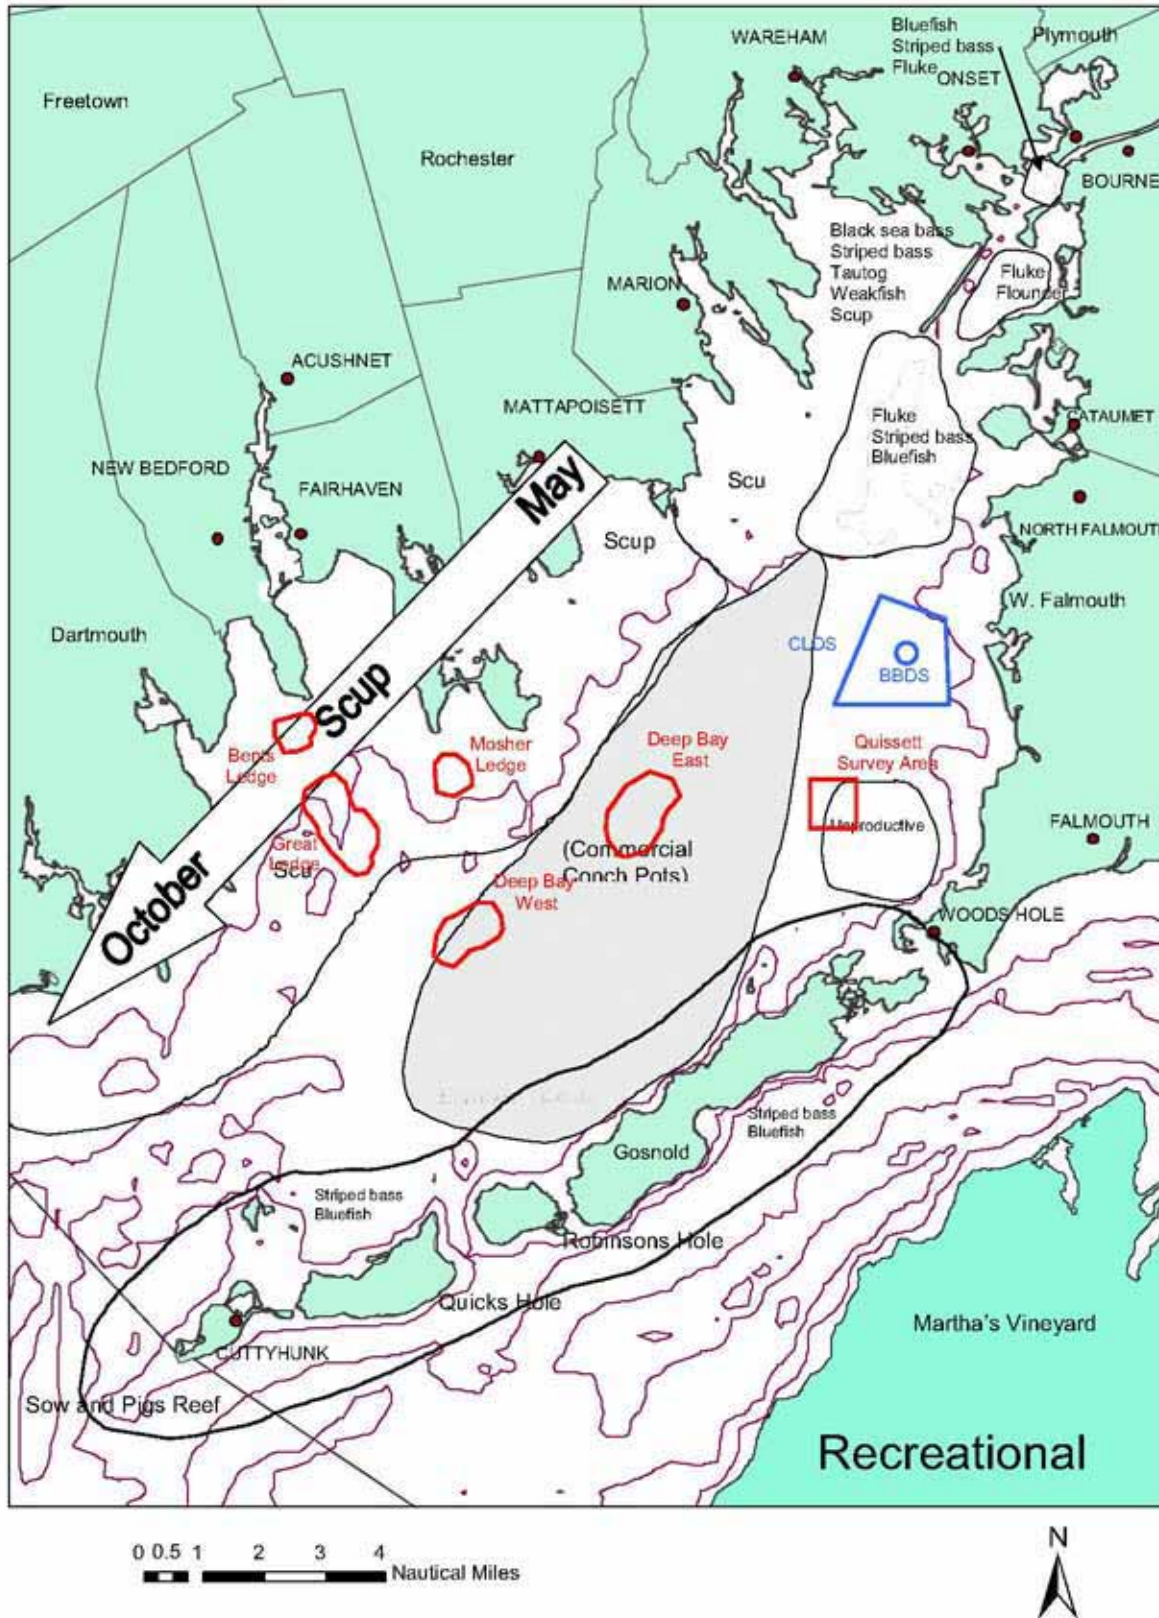 Bluefish
Striped bass
Fluke
Plymouth
WAREHAM
ONSET
Freetown
Rochester
BOURNE
Black sea bass
Striped bass
Tautog
Weakfish
Scup
Fluke
Flounder
MARION
ACUSHNET
MATTAPOISETT
Fluke
Striped bass
Bluefish
CATAUMET
NEW BEDFORD
FAIRHAVEN
May
Scu
Scup
NORTH FALMOUTH
W. Falmouth
Dartmouth
CLOS
BBDS
Scup
Bents
Ledge
Mosher
Ledge
Deep Bay
East
Quissett
Survey Area
Unproductive
FALMOUTH
Great
Ledge
Scu
(Commercial
Conch Pots)
October
Deep Bay
West
WOODS HOLE
Striped bass
Bluefish
Gosnold
Striped bass
Bluefish
Robinsons Hole
Quicks Hole
Martha's Vineyard
CUTTYHUNK
Sow and Pigs Reef
Recreational
0 0.5 1 2 3 4
Nautical Miles
N